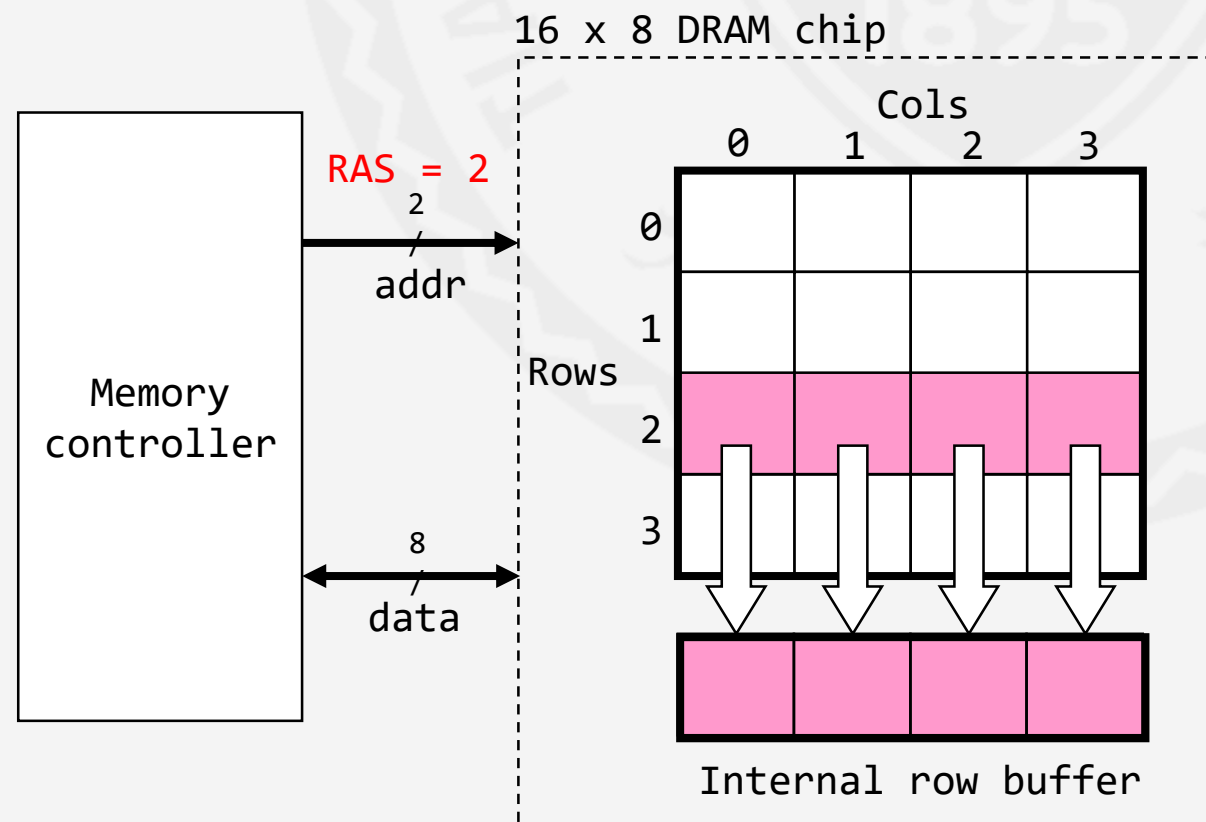 16 x 8 DRAM chip
Cols
0 1 2 3
RAS = 2
2
/
addr
0
1
Rows
2
3
Memory
controller
8
/
data
Internal row buffer
1895